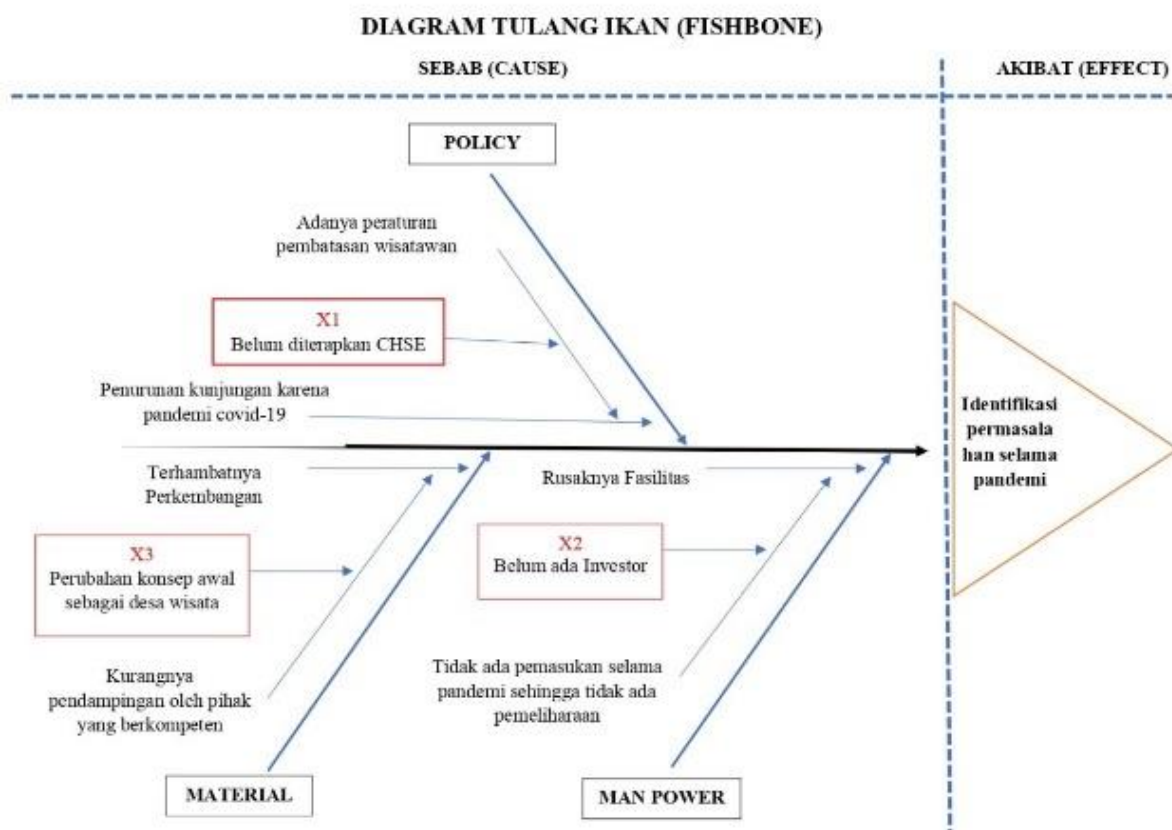 DIAGRAM TULANG IKAN (FISHBONE)
SEBAB (CAUSE)
AKIBAT (EFFECT)
POLICY
Adanya peraturan
pembatasan wisatawan
X1
Belum diterapkan CHSE
Penurunan kunjungan karena
pandemi covid-19
Identifikasi
permasala
han selama
pandemi
Terhambatnya
Perkembangan
Rusaknya Fasilitas
X3
Perubahan konsep awal
sebagai desa wisata
X2
Belum ada Investor
Kurangnya
pendampingan oleh pihak
yang berkompeten
Tidak ada pemasukan selama
pandemi sehingga tidak ada
pemeliharaan
MATERIAL
MAN POWER